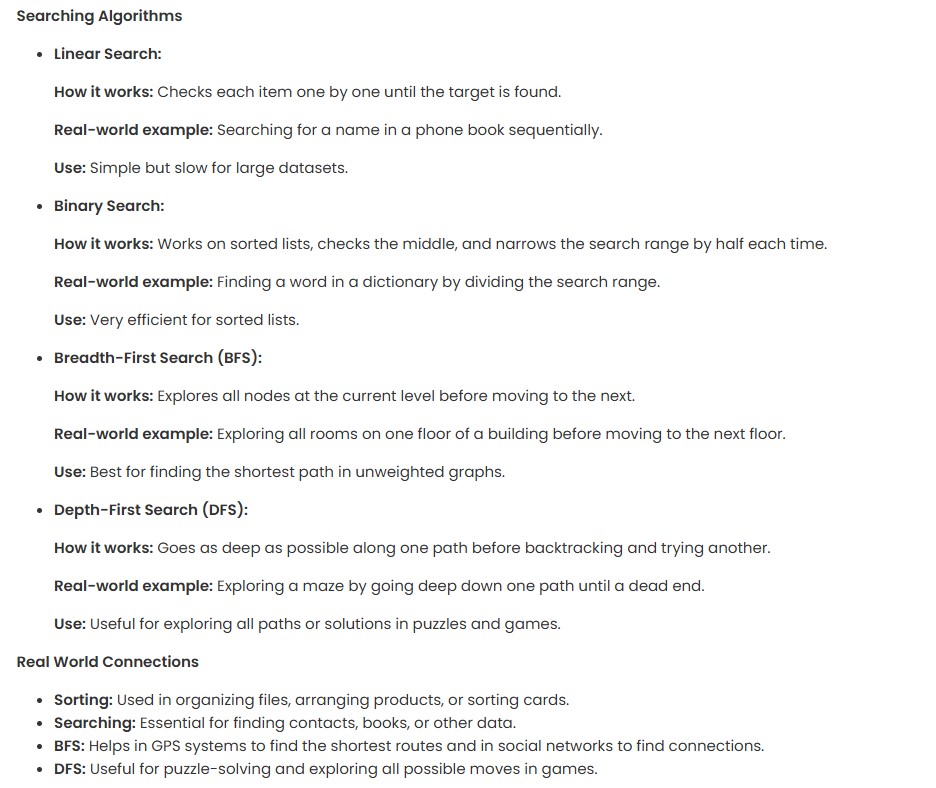 Searching Algorithms
• Linear Search:
How it works: Checks each item one by one until the target is found.
Real-world example: Searching for a name in a phone book sequentially.
Use: Simple but slow for large datasets.
• Binary Search:
How it works: Works on sorted lists, checks the middle, and narrows the search range by half each time.
Real-world example: Finding a word in a dictionary by dividing the search range.
Use: Very efficient for sorted lists.
• Breadth-First Search (BFS):
How it works: Explores all nodes at the current level before moving to the next.
Real-world example: Exploring all rooms on one floor of a building before moving to the next floor.
Use: Best for finding the shortest path in unweighted graphs.
• Depth-First Search (DFS):
How it works: Goes as deep as possible along one path before backtracking and trying another.
Real-world example: Exploring a maze by going deep down one path until a dead end.
Use: Useful for exploring all paths or solutions in puzzles and games.
Real World Connections
• Sorting: Used in organizing files, arranging products, or sorting cards.
• Searching: Essential for finding contacts, books, or other data.
• BFS: Helps in GPS systems to find the shortest routes and in social networks to find connections.
• DFS: Useful for puzzle-solving and exploring all possible moves in games.